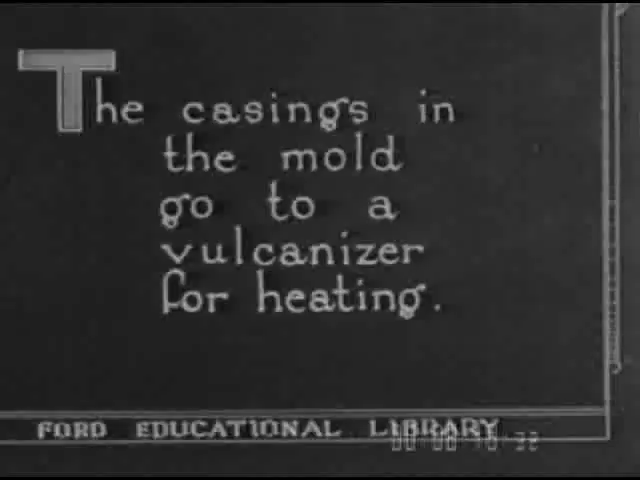 The casings in
the mold
go to a
vulcanizer
for heating.
FORD EDUCATIONAL LIBRARY